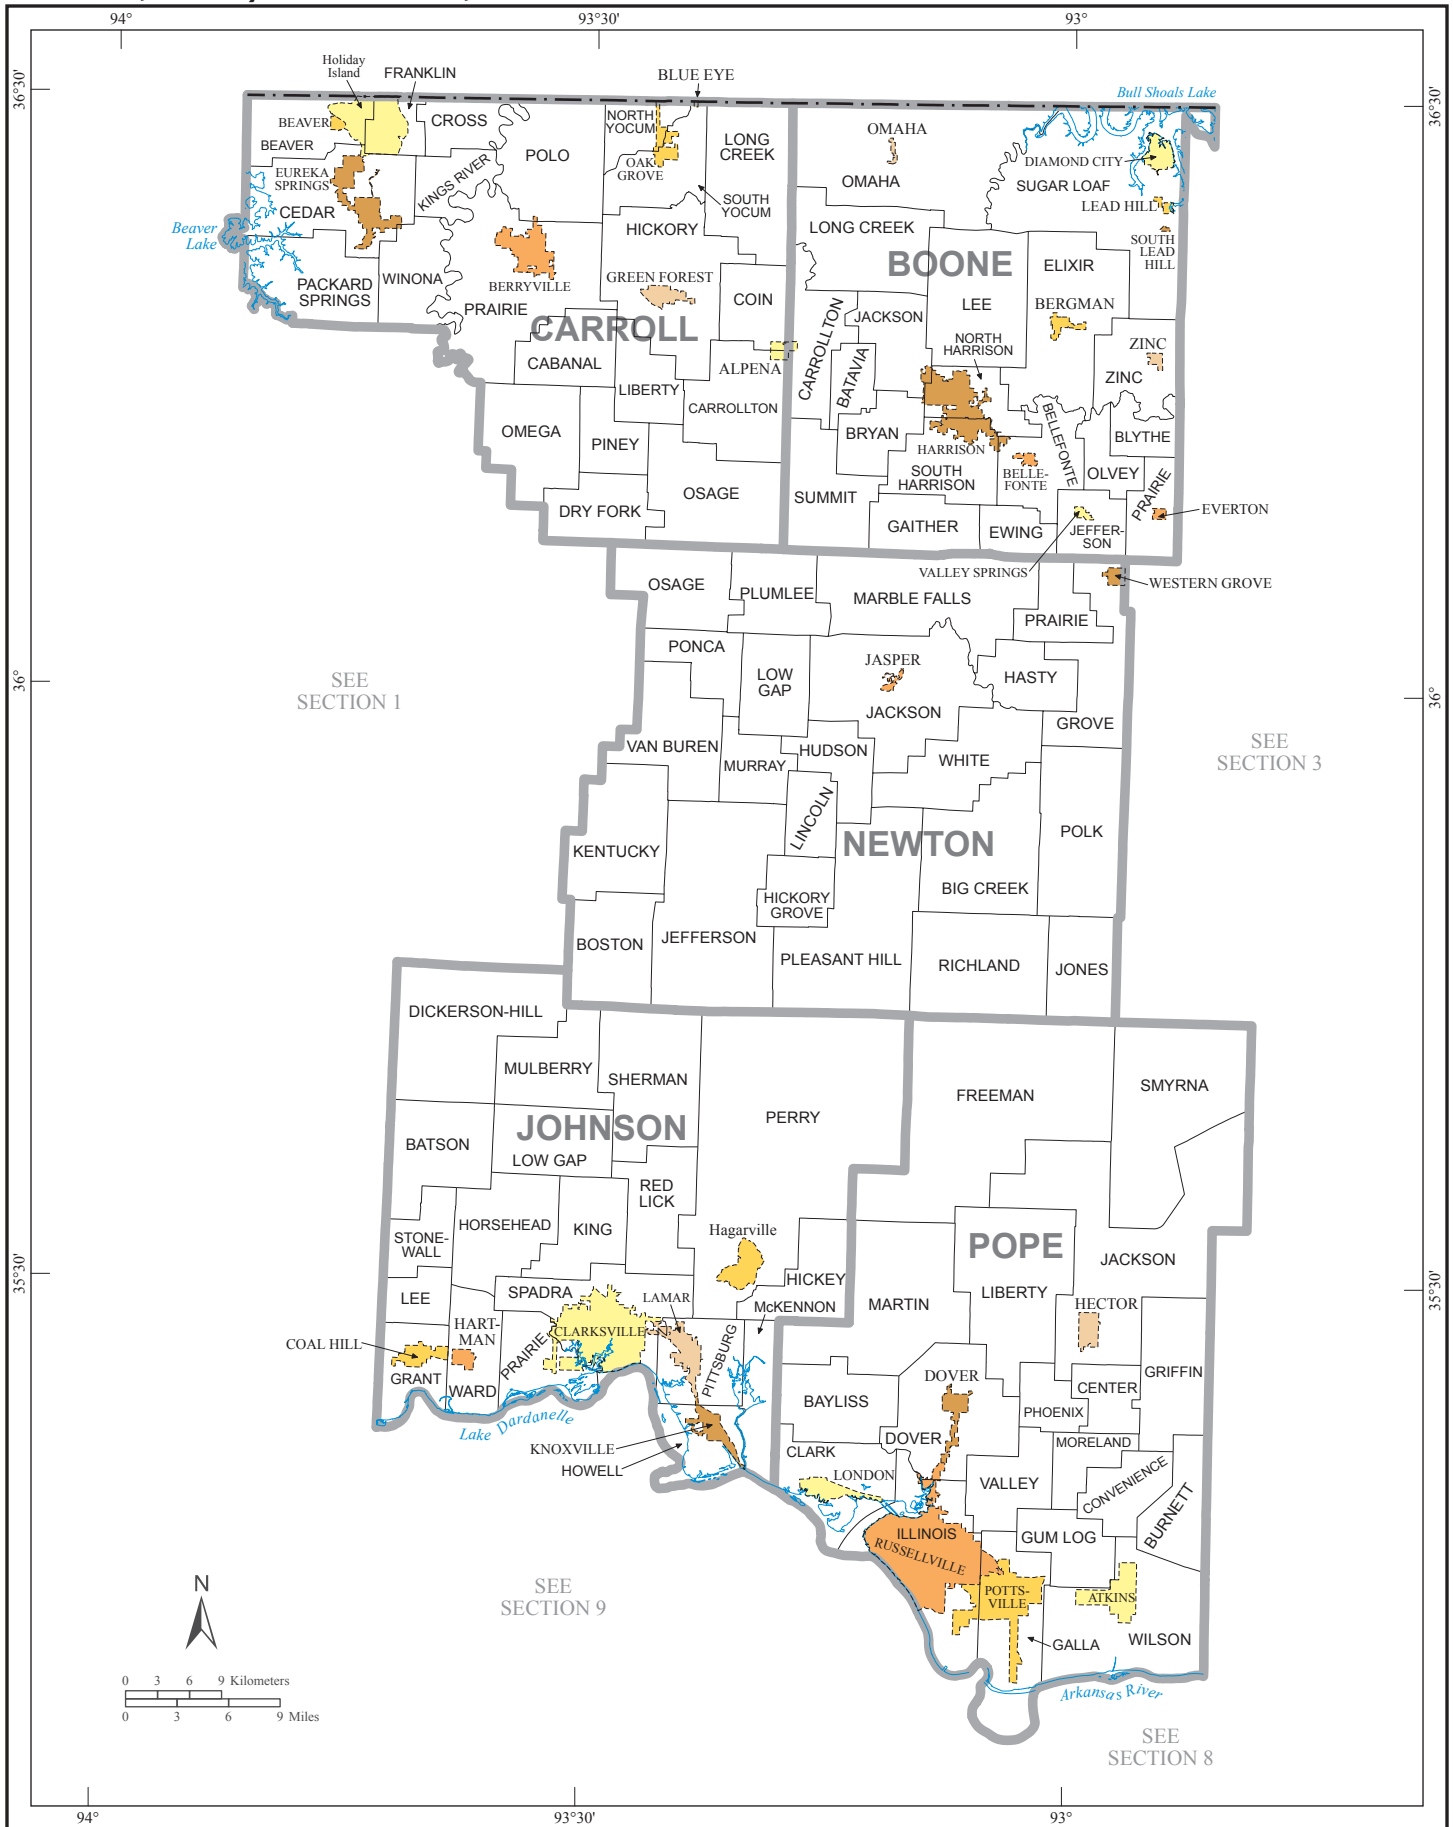 94°
93°30'
93°
36°30'
36°30'
Holiday
Island
FRANKLIN
BLUE EYE
Bull Shoals Lake
BEAVER
BEAVER
CROSS
NORTH
YOCUM
OAK
GROVE
POLO
LONG
CREEK
OMAHA
OMAHA
DIAMOND CITY
SUGAR LOAF
LEAD HILL
SOUTH
LEAD
HILL
EUREKA
SPRINGS
KINGS RIVER
CEDAR
SOUTH
YOCUM
Beaver
Lake
HICKORY
LONG CREEK
BOONE
ELIXIR
PACKARD
SPRINGS
WINONA
BERRYVILLE
GREEN FOREST
COIN
PRAIRIE
CARROLL
CARROLLTON
JACKSON
LEE
BERGMAN
NORTH
HARRISON
ZINC
ZINC
CABANAL
ALPENA
BATAVIA
LIBERTY
CARROLLTON
OMEGA
PINEY
BRYAN
HARRISON
SOUTH
HARRISON
BELLE-
FONTE
BELLEFONTE
BLYTHE
OLVEY
PRAIRIE
OSAGE
SUMMIT
DRY FORK
GAITHER
EWING
JEFFER-
SON
EVERTON
VALLEY SPRINGS
WESTERN GROVE
OSAGE
PLUMLEE
MARBLE FALLS
PRAIRIE
PONCA
LOW
GAP
JASPER
HASTY
JACKSON
GROVE
36°
36°
SEE
SECTION 1
SEE
SECTION 3
VAN BUREN
MURRAY
HUDSON
WHITE
LINCOLN
NEWTON
POLK
KENTUCKY
BIG CREEK
HICKORY
GROVE
BOSTON
JEFFERSON
PLEASANT HILL
RICHLAND
JONES
DICKERSON-HILL
MULBERRY
SHERMAN
PERRY
FREEMAN
SMYRNA
JOHNSON
BATSON
LOW GAP
RED
LICK
HORSEHEAD
KING
STONE-
WALL
Hagarville
POPE
JACKSON
35°30'
35°30'
HICKEY
LEE
SPADRA
LAMAR
McKENNON
MARTIN
LIBERTY
HECTOR
COAL HILL
HART-
MAN
PRAIRIE
CLARKSVILLE
PITTSBURG
GRANT
WARD
Lake Dardanelle
GRIFFIN
DOVER
CENTER
BAYLISS
PHOENIX
KNOXVILLE
HOWELL
CLARK
DOVER
MORELAND
LONDON
VALLEY
CONVENIENCE
BURNETT
ILLINOIS
RUSSELLVILLE
GUM LOG
POTTS-
VILLE
ATKINS
GALLA
WILSON
SEE
SECTION 9
Arkansas River
SEE
SECTION 8
N
0 3 6 9 Kilometers
0 3 6 9 Miles
94°
93°30'
93°